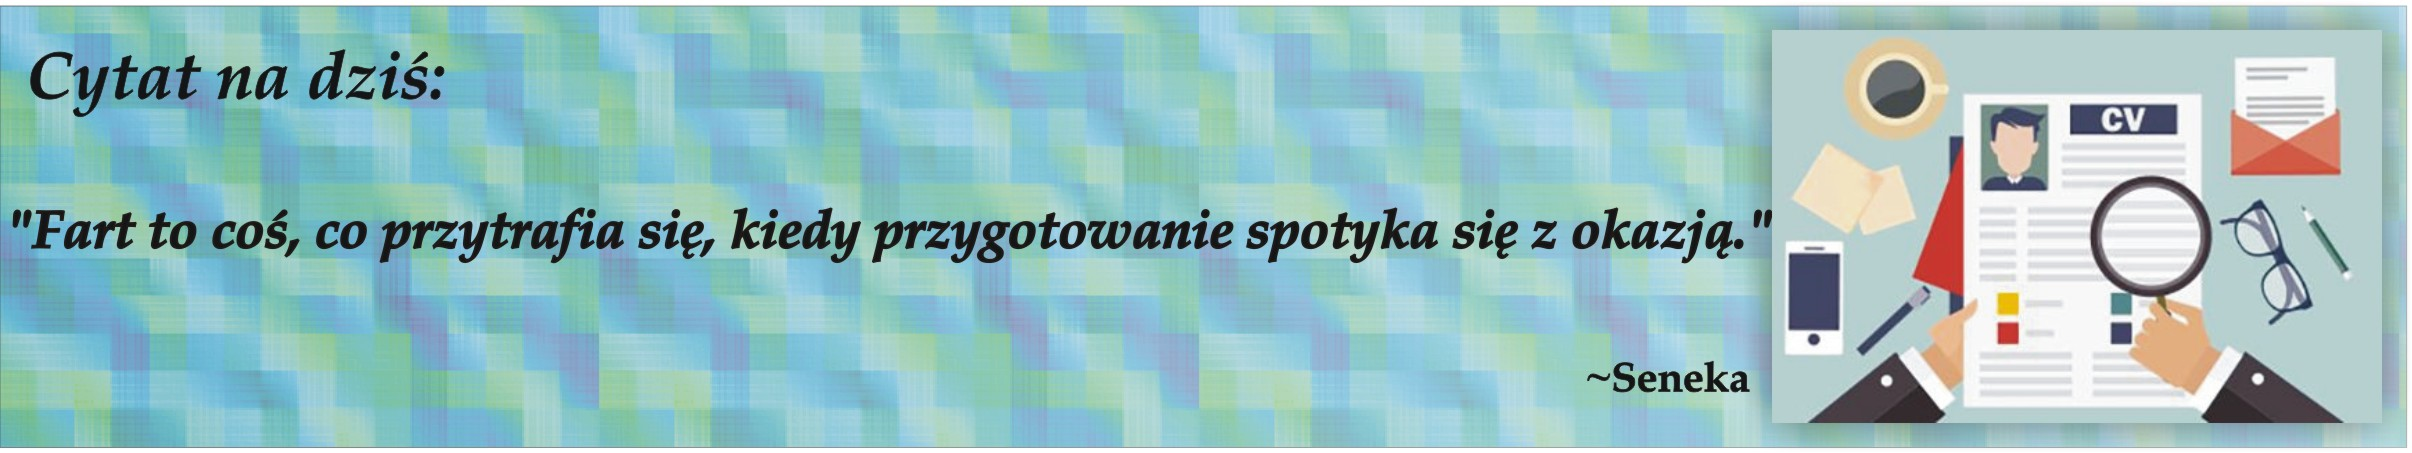 Cytat na dziś:
"Fart to coś, co przytrafia się, kiedy przygotowanie spotyka się z okazją."
~Seneka
CV